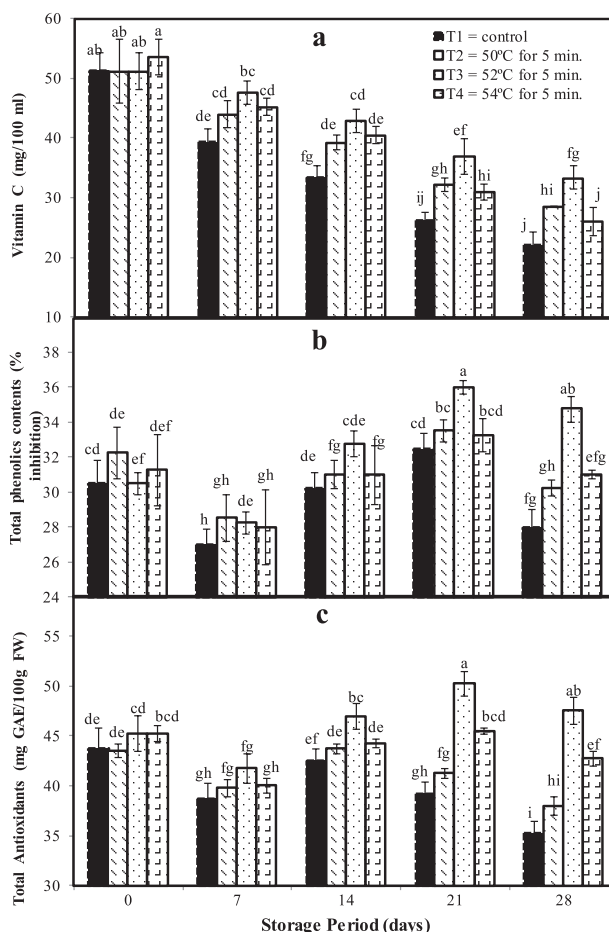 60
50
40
30
20
10
Vitamin C (mg/100 ml)
a
T1 = control
T2 = 50ºC for 5 min.
T3 = 52ºC for 5 min.
T4 = 54ºC for 5 min.
ab ab ab a
de cd bc cd
fg de cd de
ij gh ef hi
j hi fg j
38
36
34
32
30
28
26
24
Total phenolics contents (%
inhibition)
b
cd de ef def
h gh de gh
de fg cde fg
cd bc a bcd
fg gh ab efg
55
50
45
40
35
30
Total Antioxidants (mg GAE/100g FW)
c
de de cd bcd
gh fg fg gh
ef de bc de
gh fg a bcd
i hi ab ef
0 7 14 21 28
Storage Period (days)